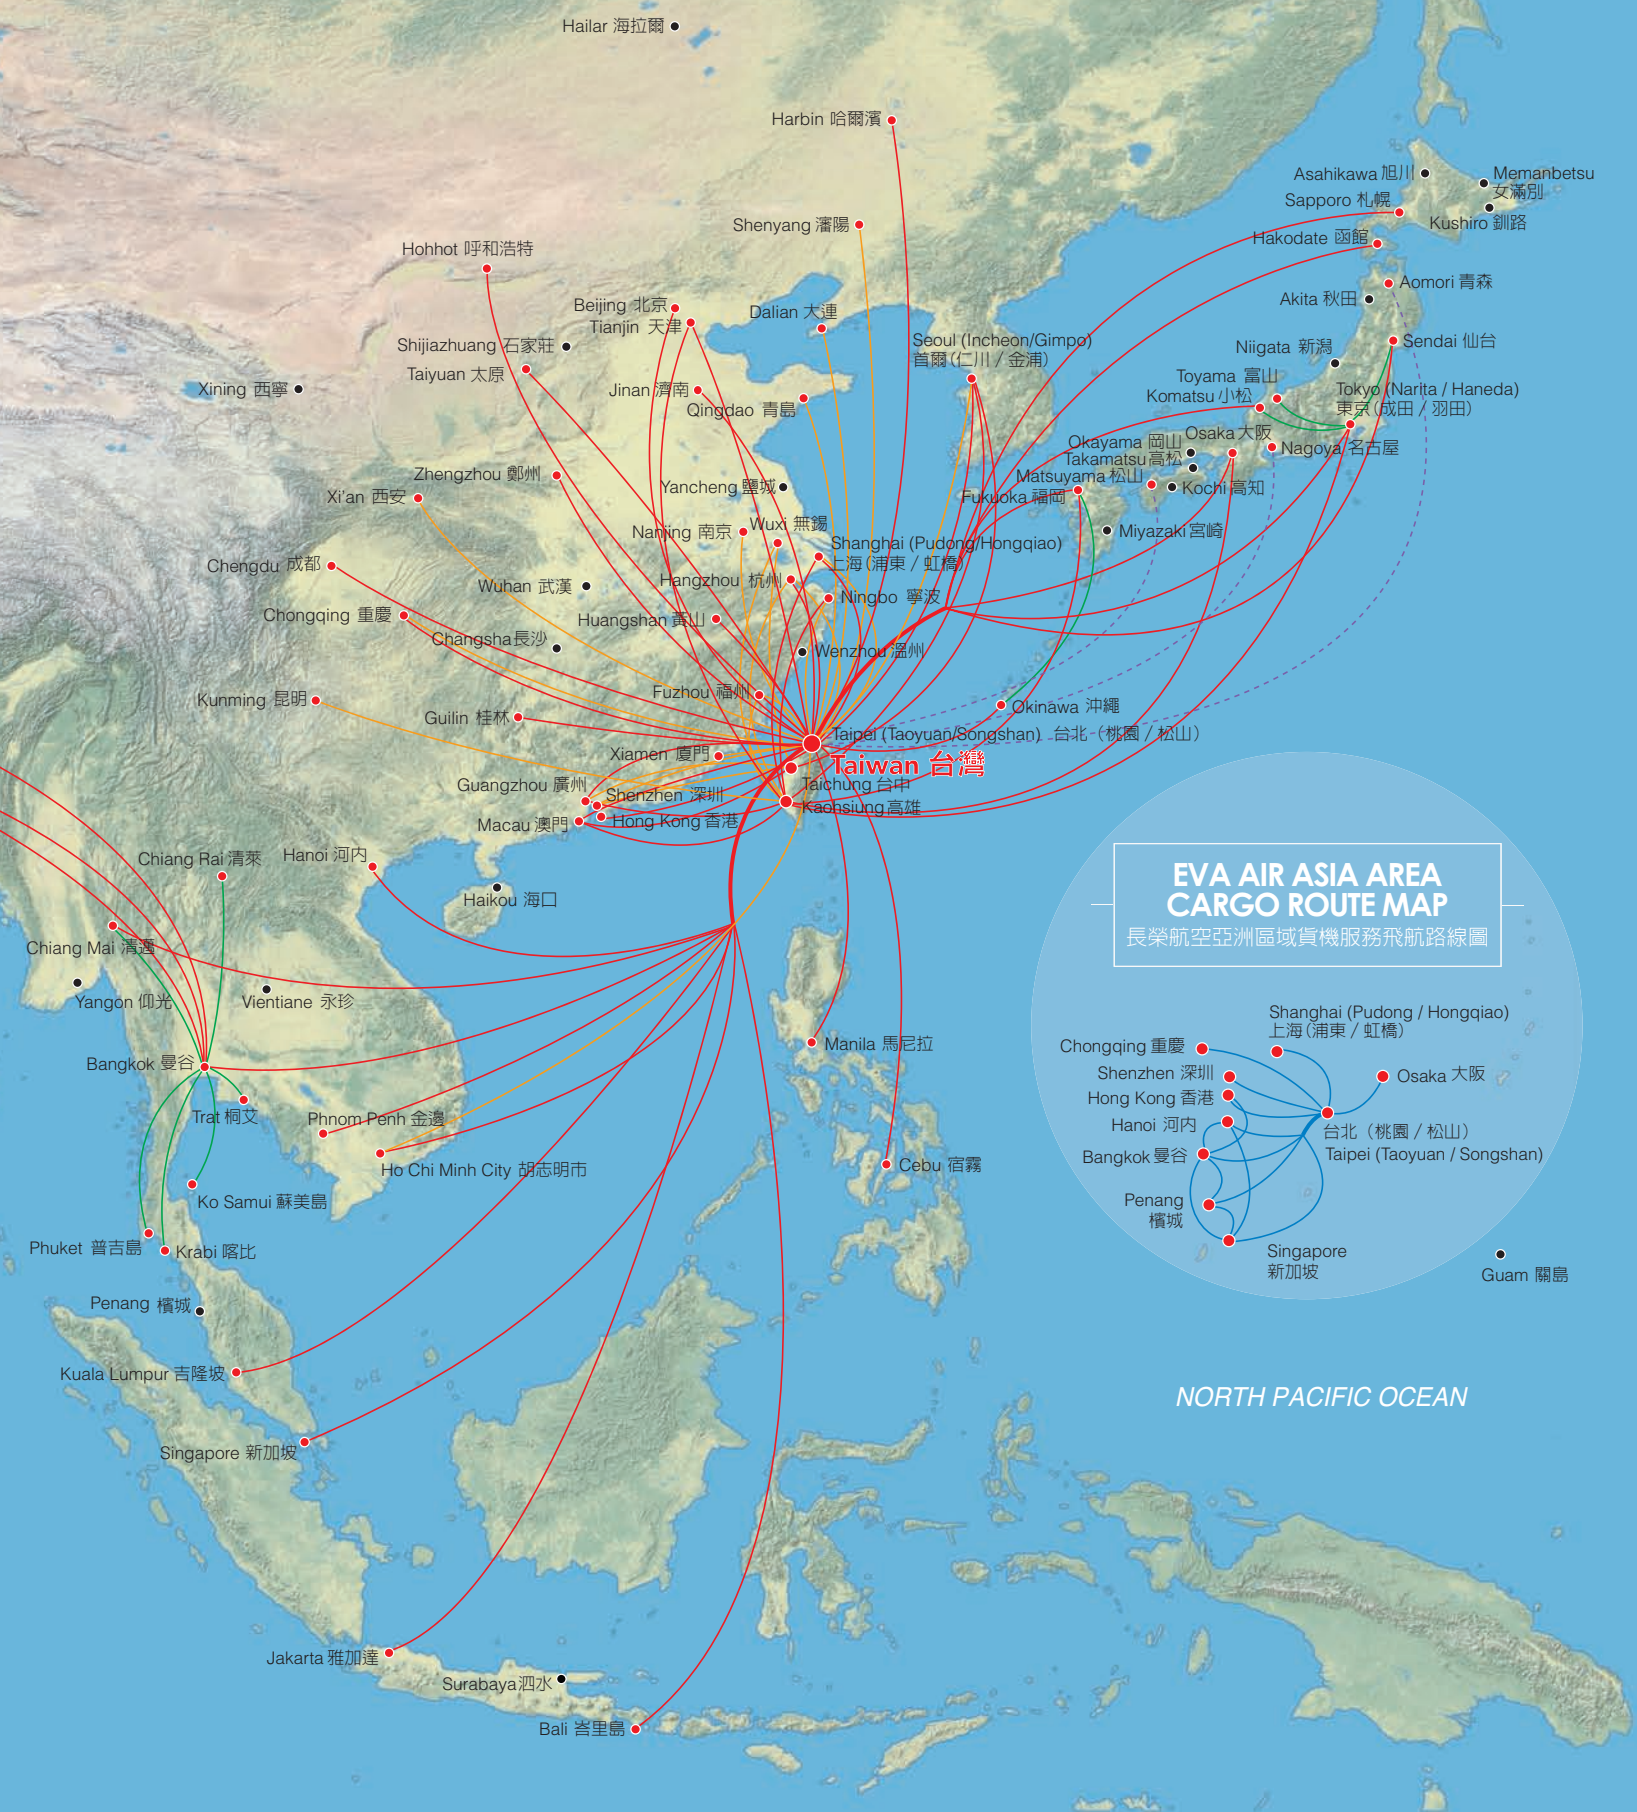 Hailar 海拉爾
Harbin 哈爾濱
Asahikawa 旭川
Memanbetsu
女滿別
Sapporo 札幌
Kushiro 釧路
Shenyang 瀋陽
Hakodate 函館
Hohhot 呼和浩特
Aomori 青森
Akita 秋田
Beijing 北京
Tianjin 天津
Dalian 大連
Seoul (Incheon/Gimpo)
首爾(仁川 / 金浦)
Sendai 仙台
Shijiazhuang 石家莊
Niigata 新潟
Taiyuan 太原
Toyama 富山
Xining 西寧
Jinan 濟南
Komatsu 小松
Tokyo (Narita / Haneda)
東京(成田 / 羽田)
Qingdao 青島
Okayama 岡山
Osaka 大阪
Nagoya 名古屋
Takamatsu 高松
Zhengzhou 鄭州
Matsuyama 松山
Yancheng 鹽城
Kochi 高知
Xi'an 西安
Fukuoka 福岡
Nanjing 南京
Wuxi 無錫
Miyazaki 宮崎
Shanghai (Pudong/Hongqiao)
上海(浦東 / 虹橋)
Chengdu 成都
Wuhan 武漢
Hangzhou 杭州
Ningbo 寧波
Chongqing 重慶
Huangshan 黃山
Changsha 長沙
Wenzhou 溫州
Kunming 昆明
Fuzhou 福州
Okinawa 沖繩
Guilin 桂林
Taipei (Taoyuan/Songshan) 台北 (桃園 / 松山)
Xiamen 廈門
Taiwan 台灣
Guangzhou 廣州
Taichung 台中
Shenzhen 深圳
Kaohsiung 高雄
Macau 澳門
Hong Kong 香港
Chiang Rai 清萊
Hanoi 河内
Haikou 海口
Chiang Mai 清邁
Yangon 仰光
Vientiane 永珍
Bangkok 曼谷
Manila 馬尼拉
Trat 桐艾
Phnom Penh 金邊
Ho Chi Minh City 胡志明市
Cebu 宿霧
Ko Samui 蘇美島
Phuket 普吉島
Krabi 喀比
Penang 檳城
Kuala Lumpur 吉隆坡
Singapore 新加坡
Jakarta 雅加達
Surabaya 泗水
Bali 峇里島
EVA AIR ASIA AREA
CARGO ROUTE MAP
長榮航空亞洲區域貨機服務飛航路線圖
Shanghai (Pudong / Hongqiao)
上海(浦東 / 虹橋)
Chongqing 重慶
Shenzhen 深圳
Osaka 大阪
Hong Kong 香港
Hanoi 河内
台北 (桃園 / 松山)
Taipei (Taoyuan / Songshan)
Bangkok 曼谷
Penang
檳城
Singapore
新加坡
Guam 關島
NORTH PACIFIC OCEAN